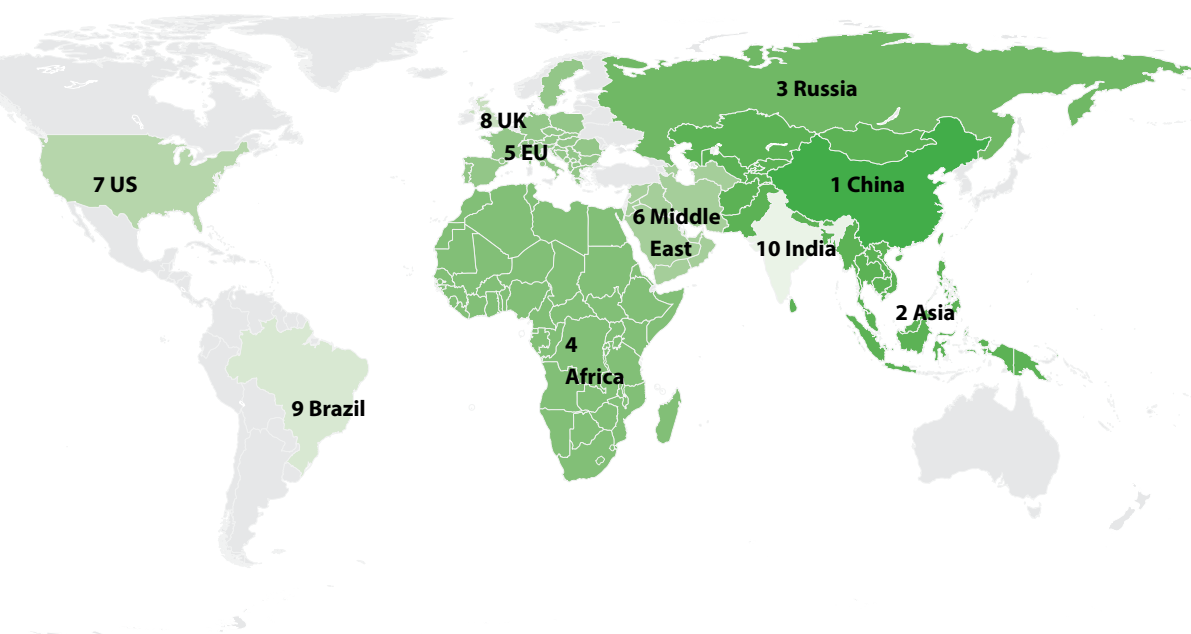 3 Russia
8 UK
5 EU
7 US
1 China
6 Middle
East
10 India
2 Asia
4
Africa
9 Brazil